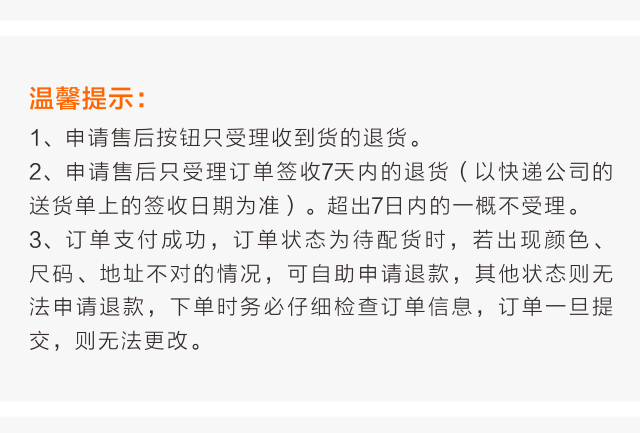 温馨提示：
1、申请售后按钮只受理收到货的退货。
2、申请售后只受理订单签收7天内的退货（以快递公司的
送货单上的签收日期为准）。超出7日内的一概不受理。
3、订单支付成功，订单状态为待配货时，若出现颜色、
尺码、地址不对的情况，可自助申请退款，其他状态则无
法申请退款，下单时务必仔细检查订单信息，订单一旦提
交，则无法更改。